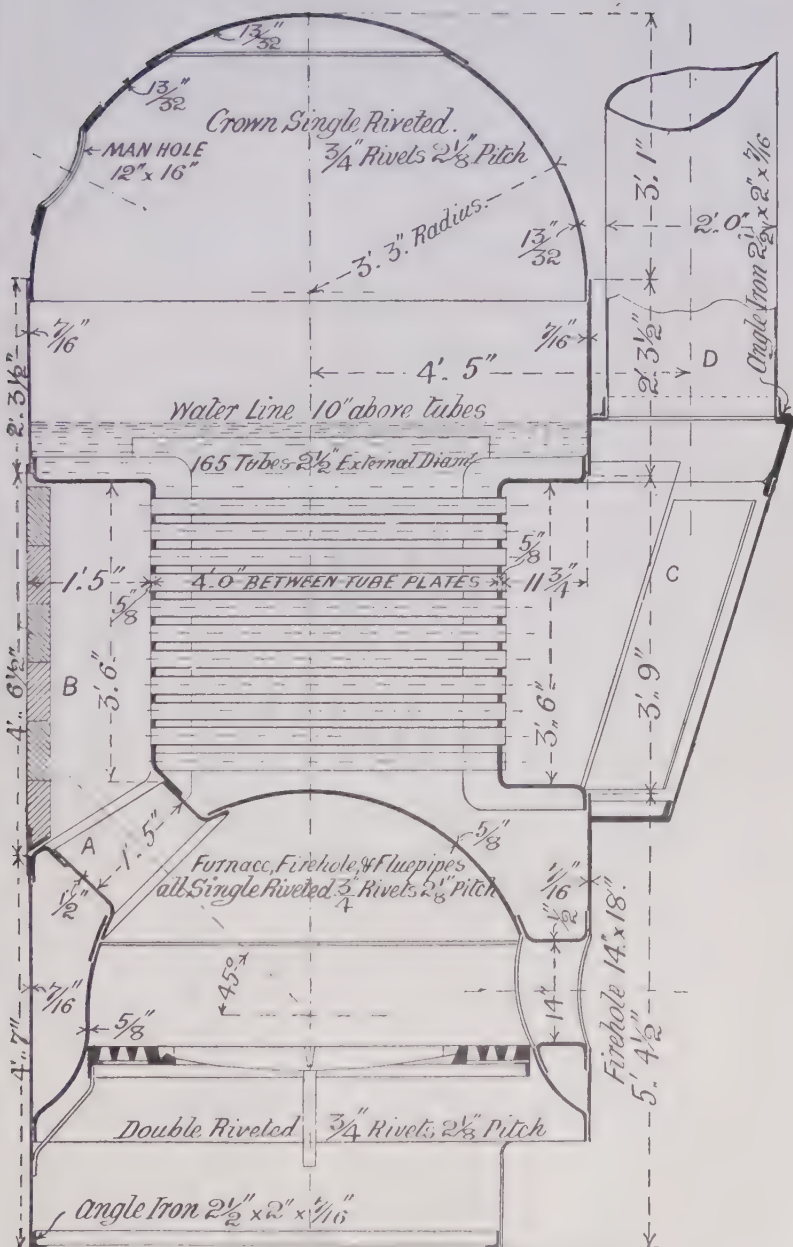 13/32"
13/32"
Crown Single Riveted.
3/4" Rivets 2 1/8" Pitch
MAN HOLE
12" x 16"
3'. 1"
2'. 0"
Angle Iron 2 1/2" x 2" x 7/16
3'. 3". Radius.
13/32"
7/16"
7/16"
2'. 3 1/2"
2'. 3 1/2"
4'. 5"
D
Water Line 10" above tubes
165 Tubes 2 1/2" External Diamr
5/8"
1'. 5"
4'. 0" BETWEEN TUBE PLATES
11 3/4"
C
5/8"
B
3'. 6"
3'. 6"
3'. 9"
4'. 6 1/2"
A
1'. 5"
5/8"
1/2"
Furnace, Firehole, & Fluepipes
all Single Riveted 3/4" Rivets 2 1/8" Pitch
7/16"
1/2"
45°
14"
Firehole 14" x 18".
7/16"
5/8"
4'. 7"
5'. 4 1/2"
Double Riveted 3/4" Rivets 2 1/8" Pitch
Angle Iron 2 1/2" x 2" x 7/16"